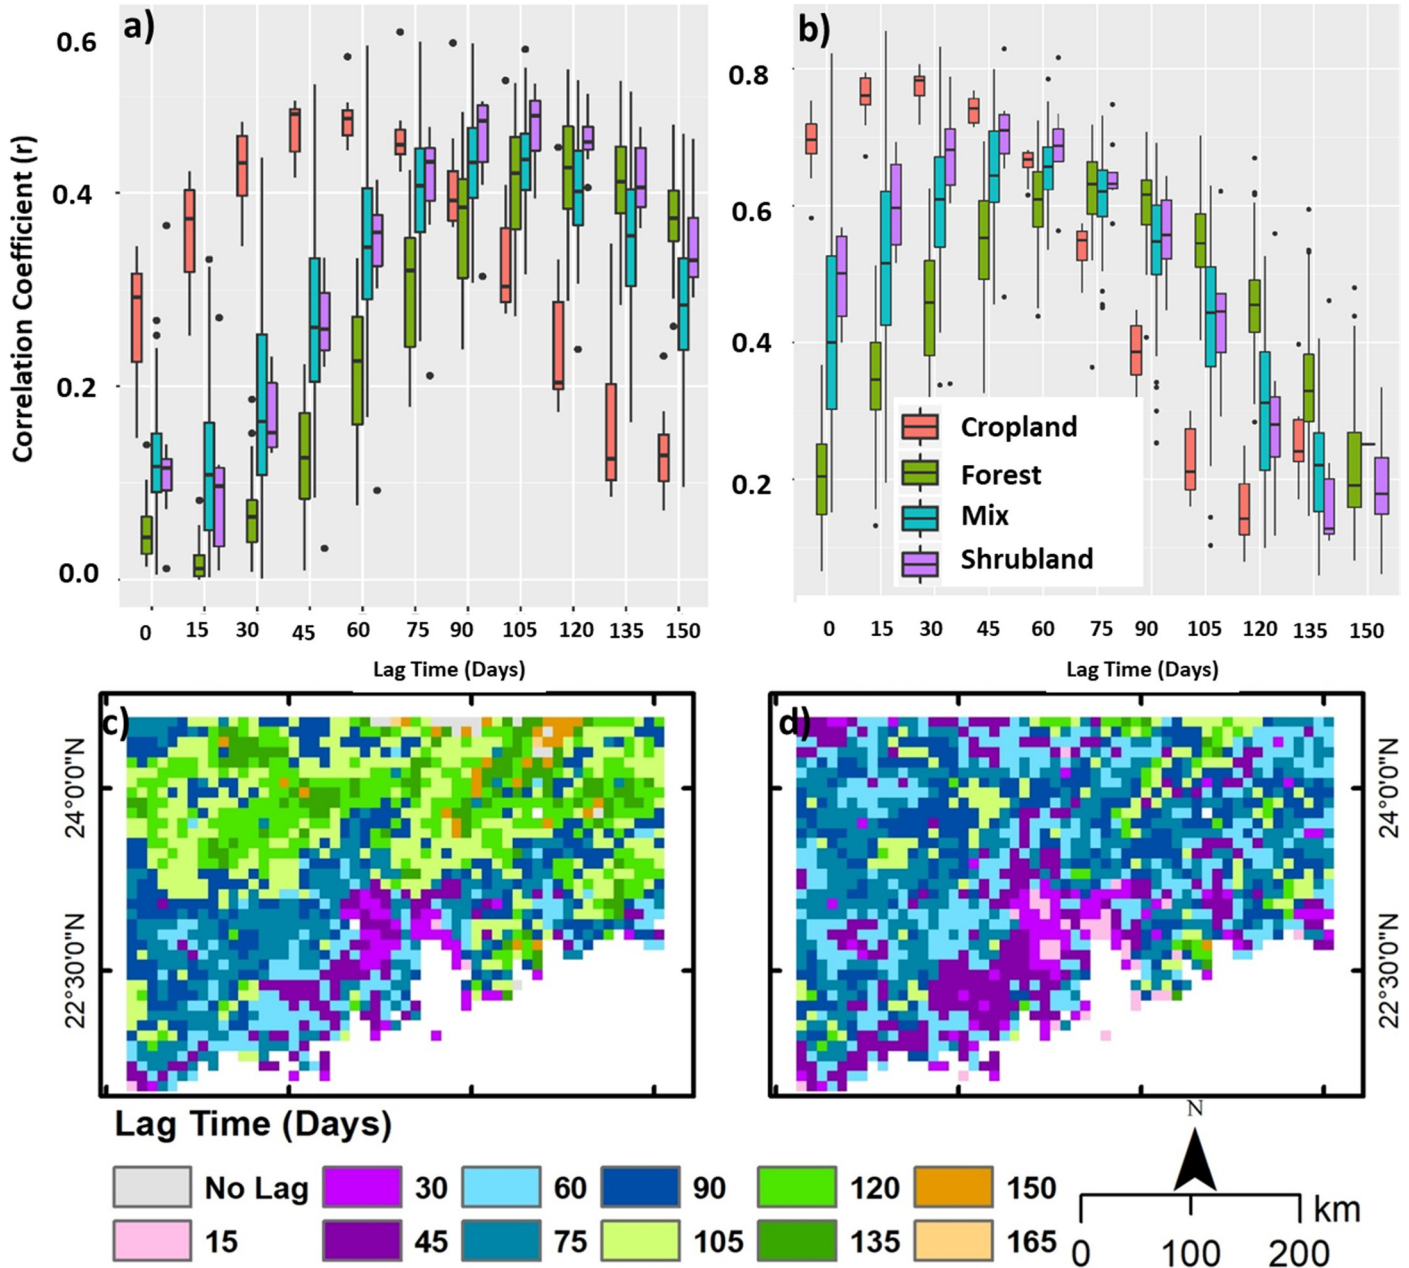 a)
b)
0.6
0.4
0.2
0.0
Correlation Coefficient (r)
0 15 30 45 60 75 90 105 120 135 150
Lag Time (Days)
0.8
0.6
0.4
0.2
Cropland
Forest
Mix
Shrubland
0 15 30 45 60 75 90 105 120 135 150
Lag Time (Days)
c)
d)
24°0'0"N
22°30'0"N
24°0'0"N
22°30'0"N
Lag Time (Days)
No Lag 30 60 90 120 150
15 45 75 105 135 165
N
km
0 100 200